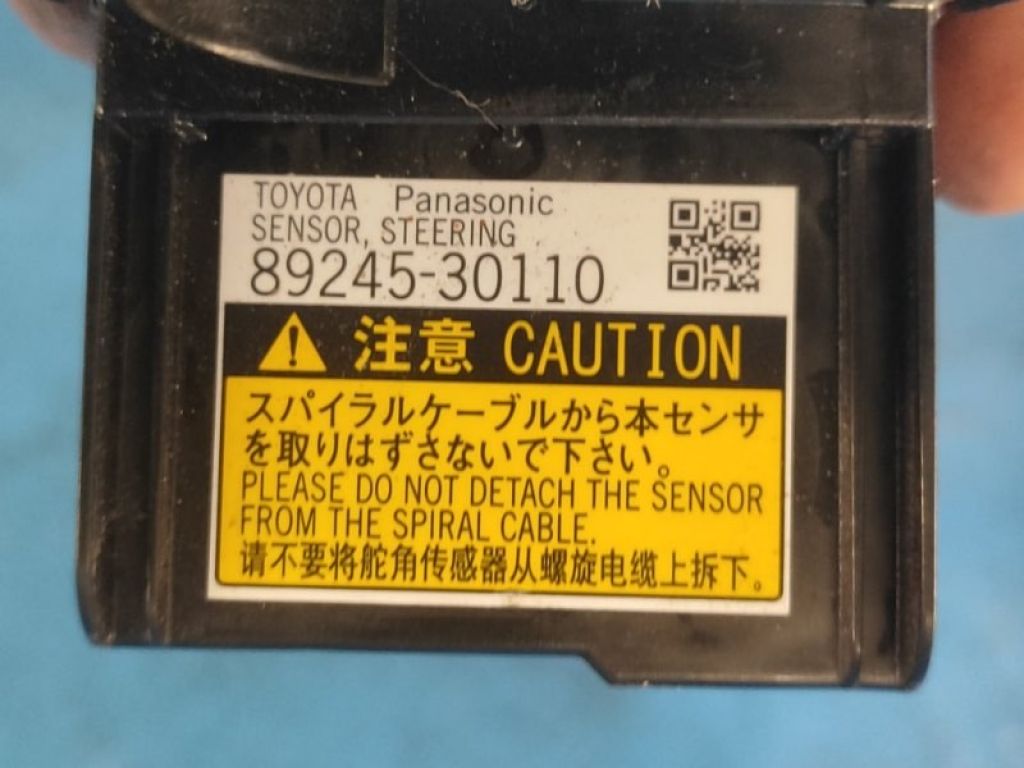 TOYOTA Panasonic
SENSOR, STEERING
89245-30110
注意 CAUTION
スパイラルケーブルから本センサ
を取りはずさないで下さい。
PLEASE DO NOT DETACH THE SENSOR
FROM THE SPIRAL CABLE.
请不要将舵角传感器从螺旋电缆上拆下。